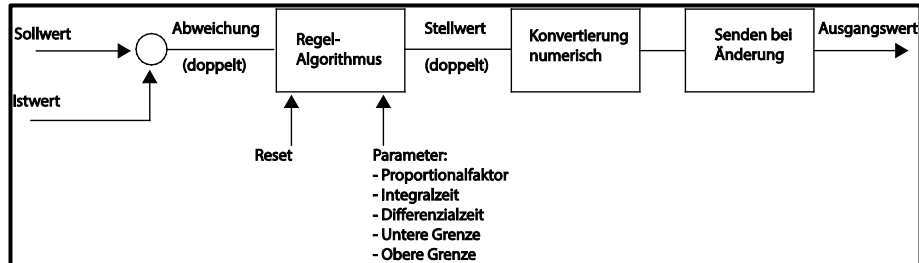 Sollwert
Istwert
Abweichung
(doppelt)
Regel-
Algorithmus
Stellwert
(doppelt)
Konvertierung
numerisch
Senden bei
Änderung
Ausgangswert
Reset
Parameter:
- Proportionalfaktor
- Integralzeit
- Differenzialzeit
- Untere Grenze
- Obere Grenze